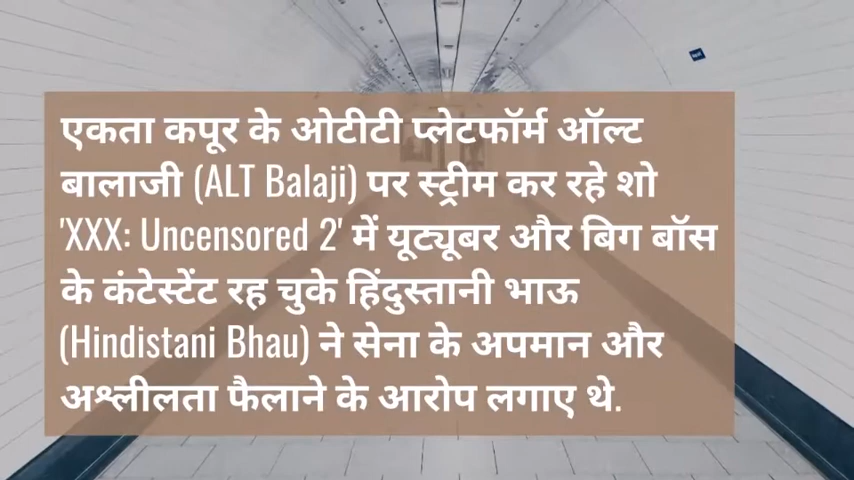 एकता कपूर के ओटीटी प्लेटफॉर्म ऑल्ट
बालाजी (ALT Balaji) पर स्ट्रीम कर रहे शो
'XXX: Uncensored 2' में यूट्यूबर और बिग बॉस
के कंटेस्टेंट रह चुके हिंदुस्तानी भाऊ
(Hindistani Bhau) ने सेना के अपमान और
अश्लीलता फैलाने के आरोप लगाए थे.